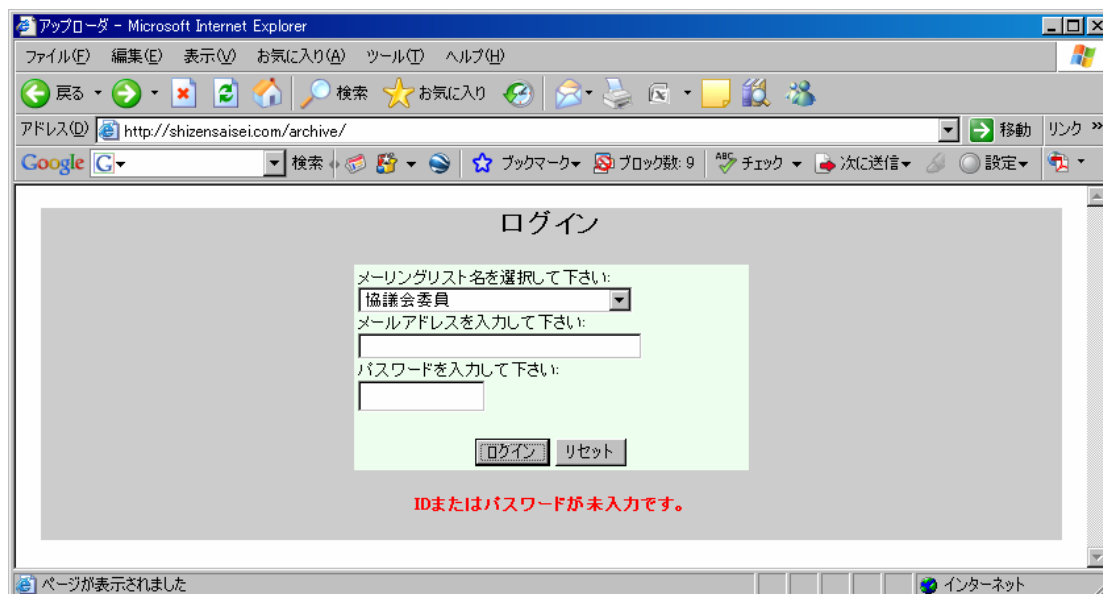 アップローダ - Microsoft Internet Explorer
ファイル(F) 編集(E) 表示(V) お気に入り(A) ツール(T) ヘルプ(H)
戻る 検索 お気に入り
アドレス(D) http://shizensaisei.com/archive/ 移動 リンク »
Google G 検索 ブックマーク ブロック数: 9 ABC チェック 次に送信 設定
ログイン
メーリングリスト名を選択して下さい:
協議会委員
メールアドレスを入力して下さい:
パスワードを入力して下さい:
ログイン リセット
IDまたはパスワードが未入力です。
ページが表示されました インターネット